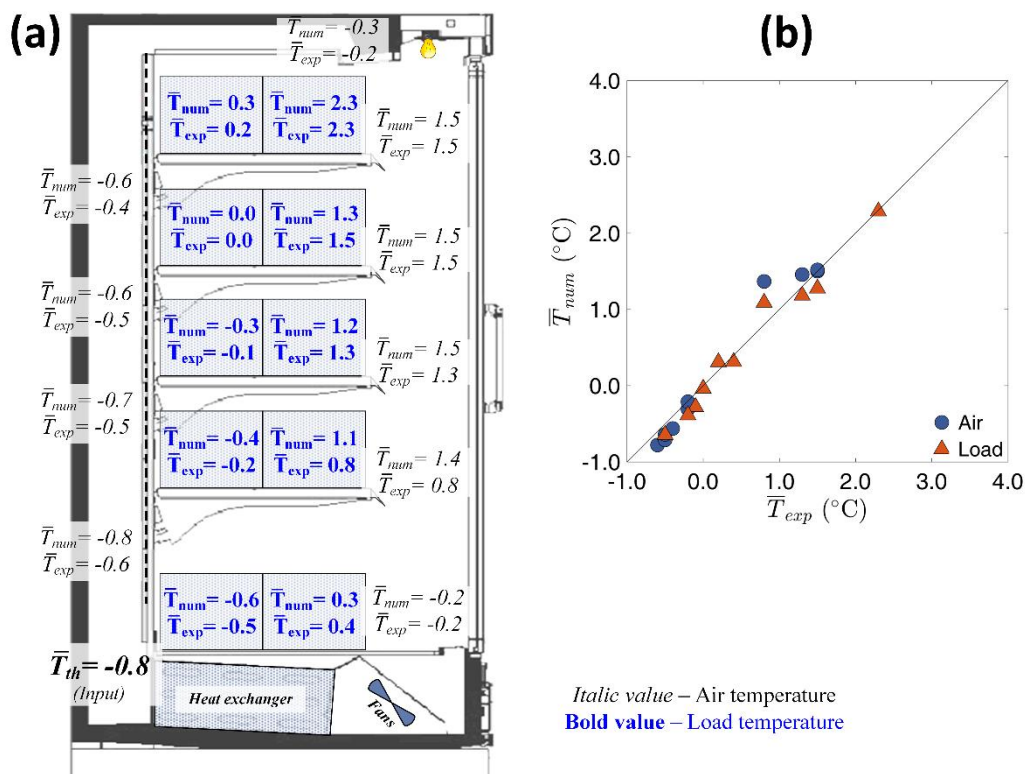 (a)
T̅num = -0.3
T̅exp = -0.2
T̅num = 0.3
T̅exp = 0.2
T̅num = 2.3
T̅exp = 2.3
T̅num = 1.5
T̅exp = 1.5
T̅num = -0.6
T̅exp = -0.4
T̅num = 0.0
T̅exp = 0.0
T̅num = 1.3
T̅exp = 1.5
T̅num = 1.5
T̅exp = 1.5
T̅num = -0.6
T̅exp = -0.5
T̅num = -0.3
T̅exp = -0.1
T̅num = 1.2
T̅exp = 1.3
T̅num = 1.5
T̅exp = 1.3
T̅num = -0.7
T̅exp = -0.5
T̅num = -0.4
T̅exp = -0.2
T̅num = 1.1
T̅exp = 0.8
T̅num = 1.4
T̅exp = 0.8
T̅num = -0.8
T̅exp = -0.6
T̅num = -0.6
T̅exp = -0.5
T̅num = 0.3
T̅exp = 0.4
T̅num = -0.2
T̅exp = -0.2
T̅th = -0.8
(Input)
Heat exchanger
Fans
(b)
4.0
3.0
2.0
1.0
0.0
-1.0
T̅num (°C)
Air
Load
-1.0 0.0 1.0 2.0 3.0 4.0
T̅exp (°C)
Italic value – Air temperature
Bold value – Load temperature